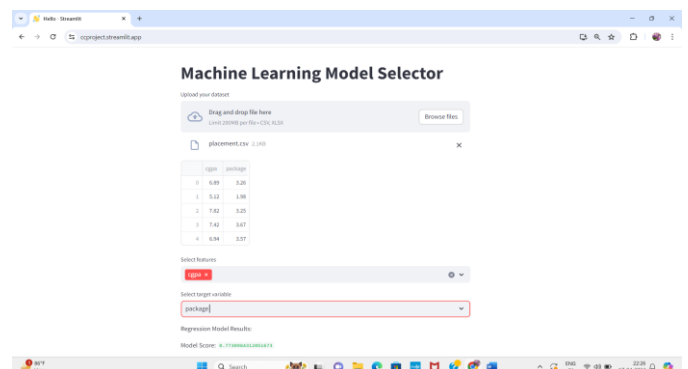 Hello · Streamlit
ccproject.streamlit.app
Machine Learning Model Selector
Upload your dataset
Drag and drop file here
Limit 200MB per file • CSV, XLSX
Browse files
placement.csv
cgpa package
0 6.89 3.26
1 5.12 1.98
2 7.82 3.25
3 7.42 3.67
4 6.94 3.57
Select features
cgpa
Select target variable
package
Regression Model Results:
Model Score:
86°F
Search
ENG